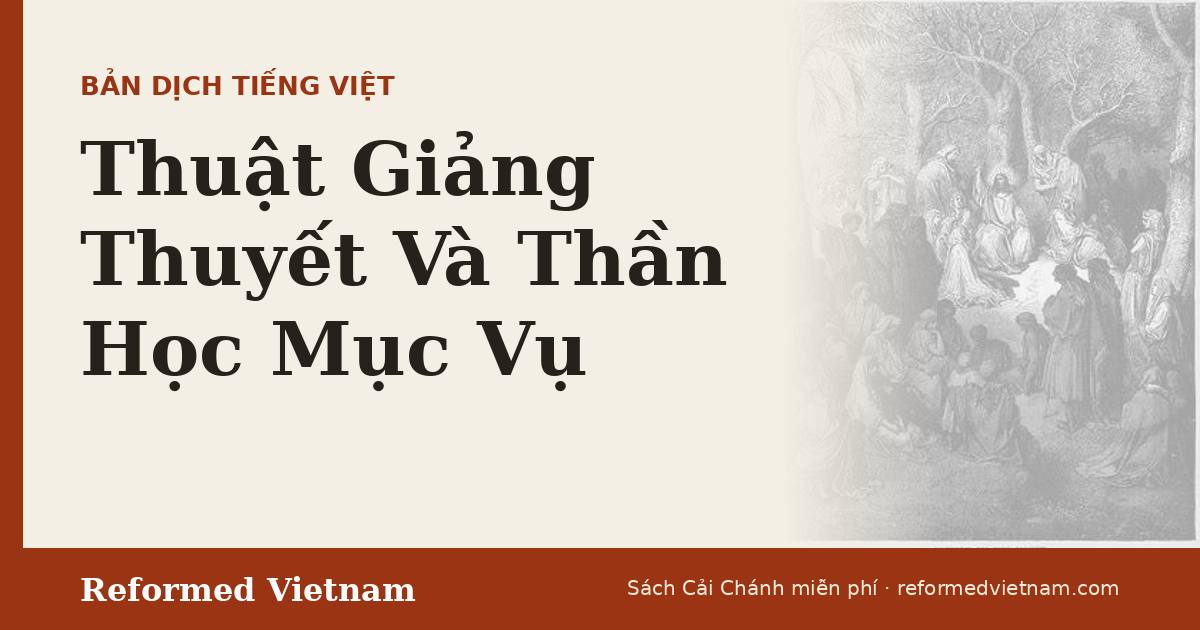 BẢN DỊCH TIẾNG VIỆT
Thuật Giảng
Thuyết Và Thần
Học Mục Vụ
Reformed Vietnam
Sách Cải Chánh miễn phí · reformedvietnam.com